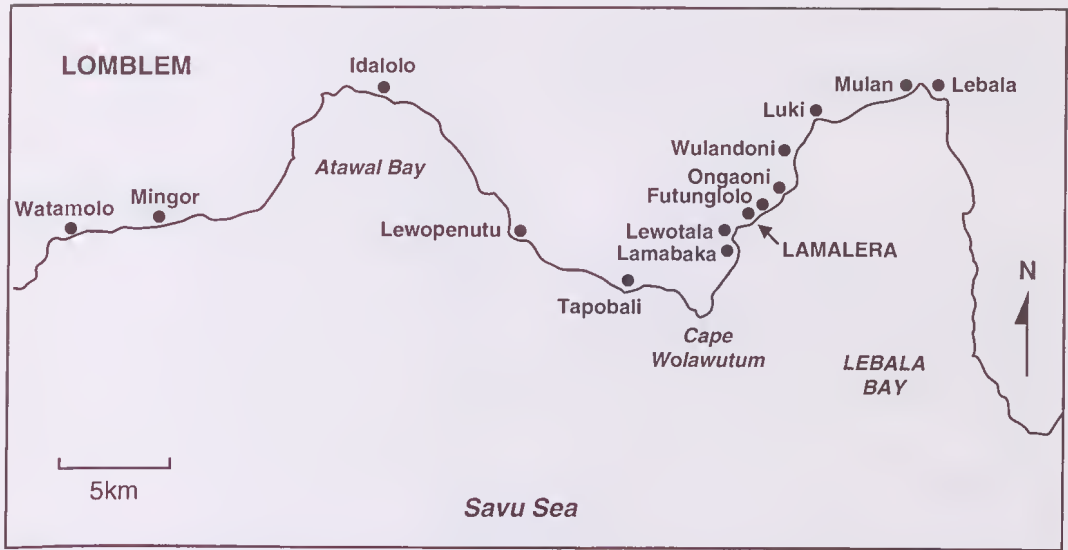 LOMBLEM
Idalolo
Mulan
Lebala
Luki
Wulandoni
Atawal Bay
Ongaoni
Mingor
Futunglolo
Watamolo
Lewopenutu
Lewotala
LAMALERA
Lamabaka
N
Tapobali
Cape
Wolawutum
LEBALA
BAY
5km
Savu Sea